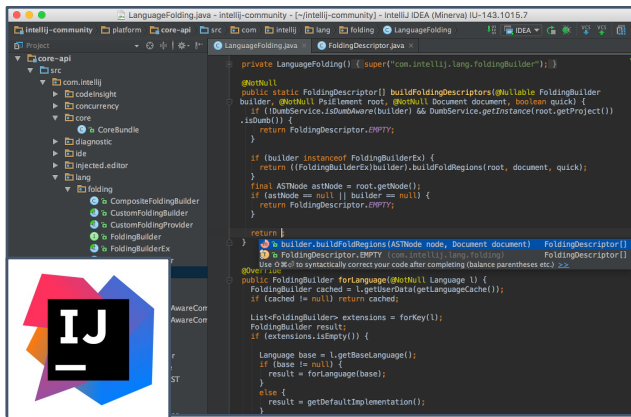 LanguageFolding.java - intellij-community - [~/intellij-community] - IntelliJ IDEA (Minerva) IU-143.1015.7
intellij-community platform core-api src com intellij lang folding LanguageFolding IDEA
Project
LanguageFolding.java × FoldingDescriptor.java ×
core-api
src
com.intellij
codeInsight
concurrency
core
CoreBundle
diagnostic
ide
injected.editor
lang
folding
CompositeFoldingBuilder
CustomFoldingBuilder
CustomFoldingProvider
FoldingBuilder
FoldingBuilderEx
r
AwareCom
AwareCom
r
ST
IJ
private LanguageFolding() { super("com.intellij.lang.foldingBuilder"); }
@NotNull
public static FoldingDescriptor[] buildFoldingDescriptors(@Nullable FoldingBuilder
builder, @NotNull PsiElement root, @NotNull Document document, boolean quick) {
if (!DumbService.isDumbAware(builder) && DumbService.getInstance(root.getProject())
.isDumb()) {
return FoldingDescriptor.EMPTY;
}
if (builder instanceof FoldingBuilderEx) {
return ((FoldingBuilderEx)builder).buildFoldRegions(root, document, quick);
}
final ASTNode astNode = root.getNode();
if (astNode == null || builder == null) {
return FoldingDescriptor.EMPTY;
}
return ;
}
builder.buildFoldRegions(ASTNode node, Document document) FoldingDescriptor[]
FoldingDescriptor.EMPTY (com.intellij.lang.folding) FoldingDescriptor[]
Use ⇧⌘⏎ to syntactically correct your code after completing (balance parentheses etc.) >>
@Override
public FoldingBuilder forLanguage(@NotNull Language l) {
FoldingBuilder cached = l.getUserData(getLanguageCache());
if (cached != null) return cached;
List<FoldingBuilder> extensions = forKey(l);
FoldingBuilder result;
if (extensions.isEmpty()) {
Language base = l.getBaseLanguage();
if (base != null) {
result = forLanguage(base);
}
else {
result = getDefaultImplementation();
}